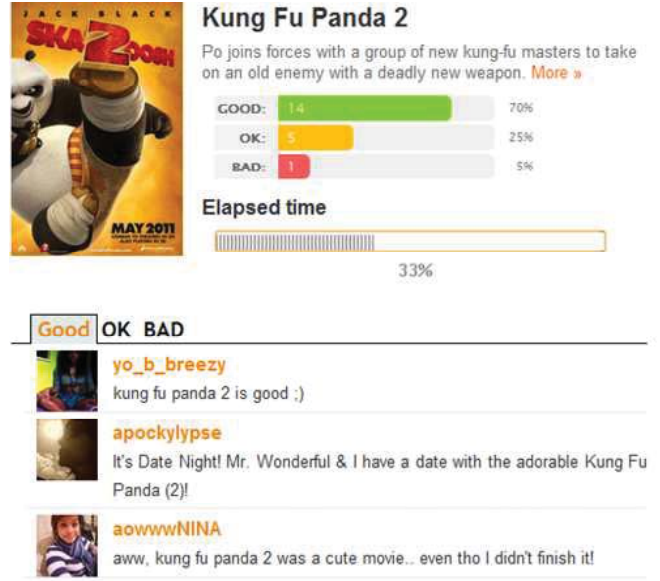 JACK BLACK
SKA2DOOSH
MAY 2011
Kung Fu Panda 2
Po joins forces with a group of new kung-fu masters to take
on an old enemy with a deadly new weapon. More »
GOOD: 14 70%
OK: 5 25%
BAD: 1 5%
Elapsed time
33%
Good OK BAD
yo_b_breezy
kung fu panda 2 is good ;)
apockylypse
It's Date Night! Mr. Wonderful & I have a date with the adorable Kung Fu
Panda (2)!
aowwwNINA
aww, kung fu panda 2 was a cute movie.. even tho I didn't finish it!